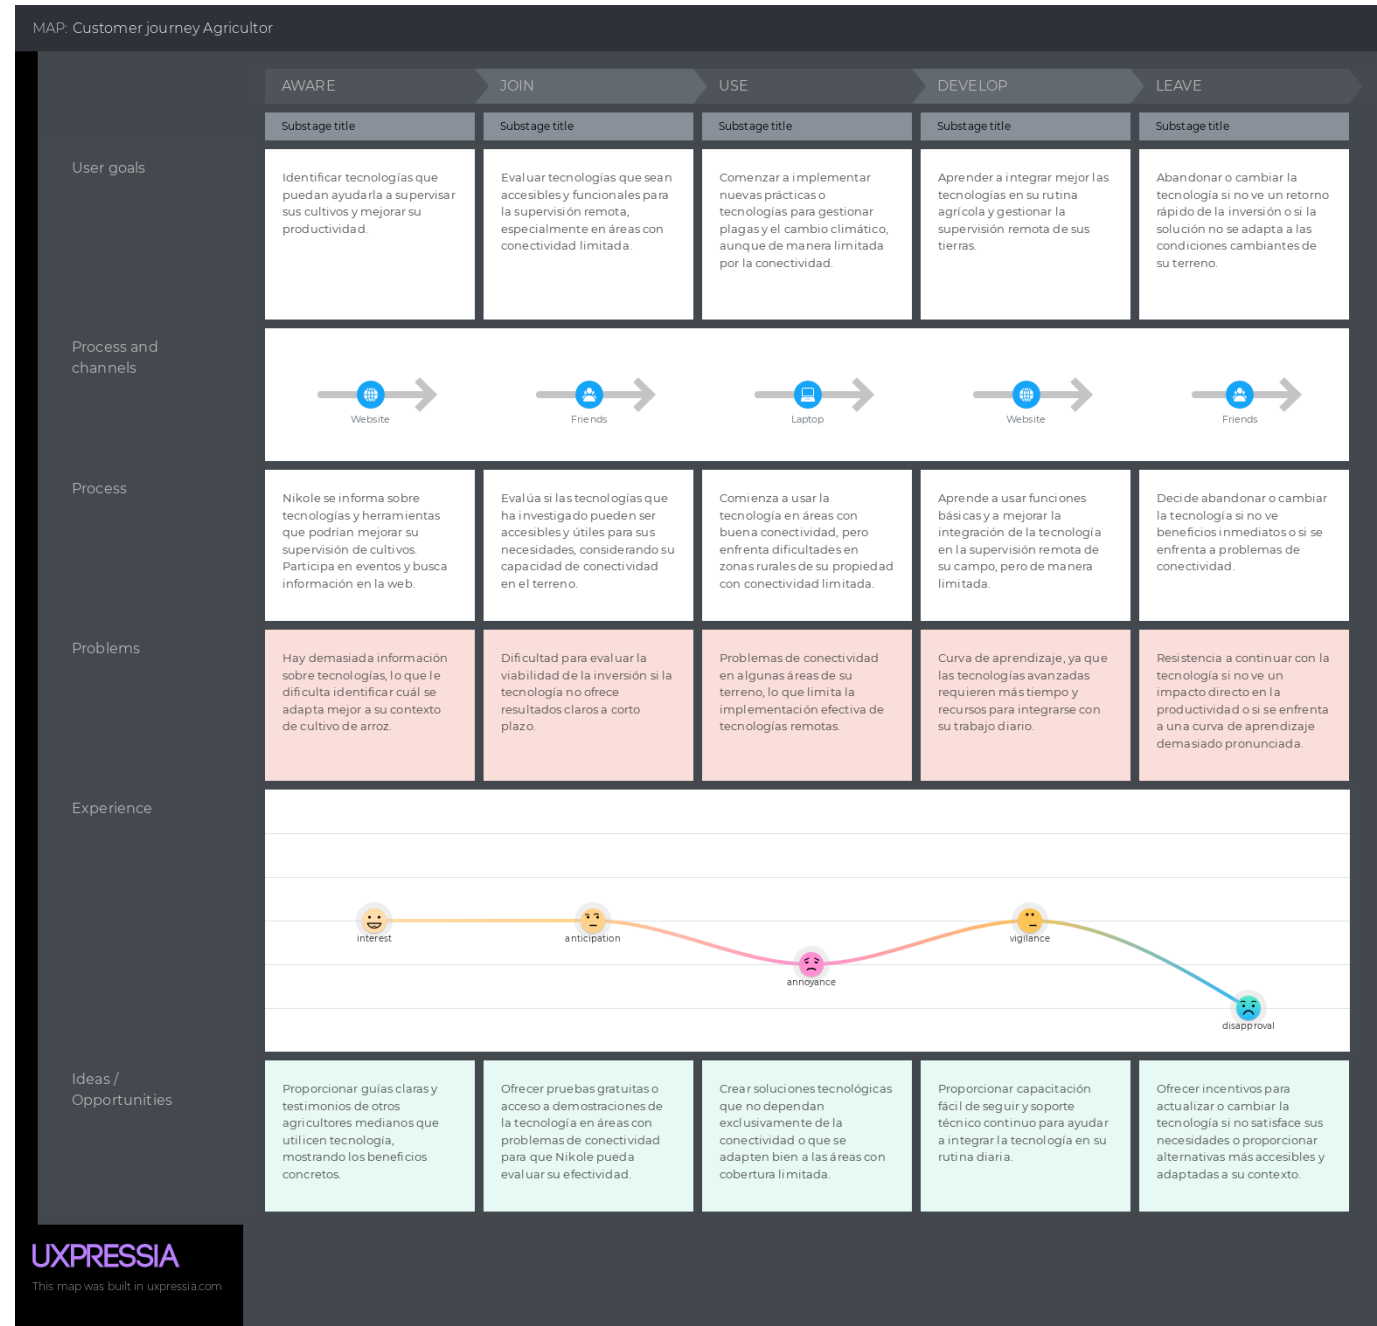 MAP: Customer journey Agricultor
AWARE
JOIN
USE
DEVELOP
LEAVE
Substage title
Substage title
Substage title
Substage title
Substage title
User goals
Identificar tecnologías que
puedan ayudarla a supervisar
sus cultivos y mejorar su
productividad.
Evaluar tecnologías que sean
accesibles y funcionales para
la supervisión remota,
especialmente en áreas con
conectividad limitada.
Comenzar a implementar
nuevas prácticas o
tecnologías para gestionar
plagas y el cambio climático,
aunque de manera limitada
por la conectividad.
Aprender a integrar mejor las
tecnologías en su rutina
agrícola y gestionar la
supervisión remota de sus
tierras.
Abandonar o cambiar la
tecnología si no ve un retorno
rápido de la inversión o si la
solución no se adapta a las
condiciones cambiantes de
su terreno.
Process and
channels
Website
Friends
Laptop
Website
Friends
Process
Nikole se informa sobre
tecnologías y herramientas
que podrían mejorar su
supervisión de cultivos.
Participa en eventos y busca
información en la web.
Evalúa si las tecnologías que
ha investigado pueden ser
accesibles y útiles para sus
necesidades, considerando su
capacidad de conectividad
en el terreno.
Comienza a usar la
tecnología en áreas con
buena conectividad, pero
enfrenta dificultades en
zonas rurales de su propiedad
con conectividad limitada.
Aprende a usar funciones
básicas y a mejorar la
integración de la tecnología
en la supervisión remota de
su campo, pero de manera
limitada.
Decide abandonar o cambiar
la tecnología si no ve
beneficios inmediatos o si se
enfrenta a problemas de
conectividad.
Problems
Hay demasiada información
sobre tecnologías, lo que le
dificulta identificar cuál se
adapta mejor a su contexto
de cultivo de arroz.
Dificultad para evaluar la
viabilidad de la inversión si la
tecnología no ofrece
resultados claros a corto
plazo.
Problemas de conectividad
en algunas áreas de su
terreno, lo que limita la
implementación efectiva de
tecnologías remotas.
Curva de aprendizaje, ya que
las tecnologías avanzadas
requieren más tiempo y
recursos para integrarse con
su trabajo diario.
Resistencia a continuar con la
tecnología si no ve un
impacto directo en la
productividad o si se enfrenta
a una curva de aprendizaje
demasiado pronunciada.
Experience
interest
anticipation
annoyance
vigilance
disapproval
Ideas /
Opportunities
Proporcionar guías claras y
testimonios de otros
agricultores medianos que
utilicen tecnología,
mostrando los beneficios
concretos.
Ofrecer pruebas gratuitas o
acceso a demostraciones de
la tecnología en áreas con
problemas de conectividad
para que Nikole pueda
evaluar su efectividad.
Crear soluciones tecnológicas
que no dependan
exclusivamente de la
conectividad o que se
adapten bien a las áreas con
cobertura limitada.
Proporcionar capacitación
fácil de seguir y soporte
técnico continuo para ayudar
a integrar la tecnología en su
rutina diaria.
Ofrecer incentivos para
actualizar o cambiar la
tecnología si no satisface sus
necesidades o proporcionar
alternativas más accesibles y
adaptadas a su contexto.
UXPRESSIA
This map was built in uxpressia.com